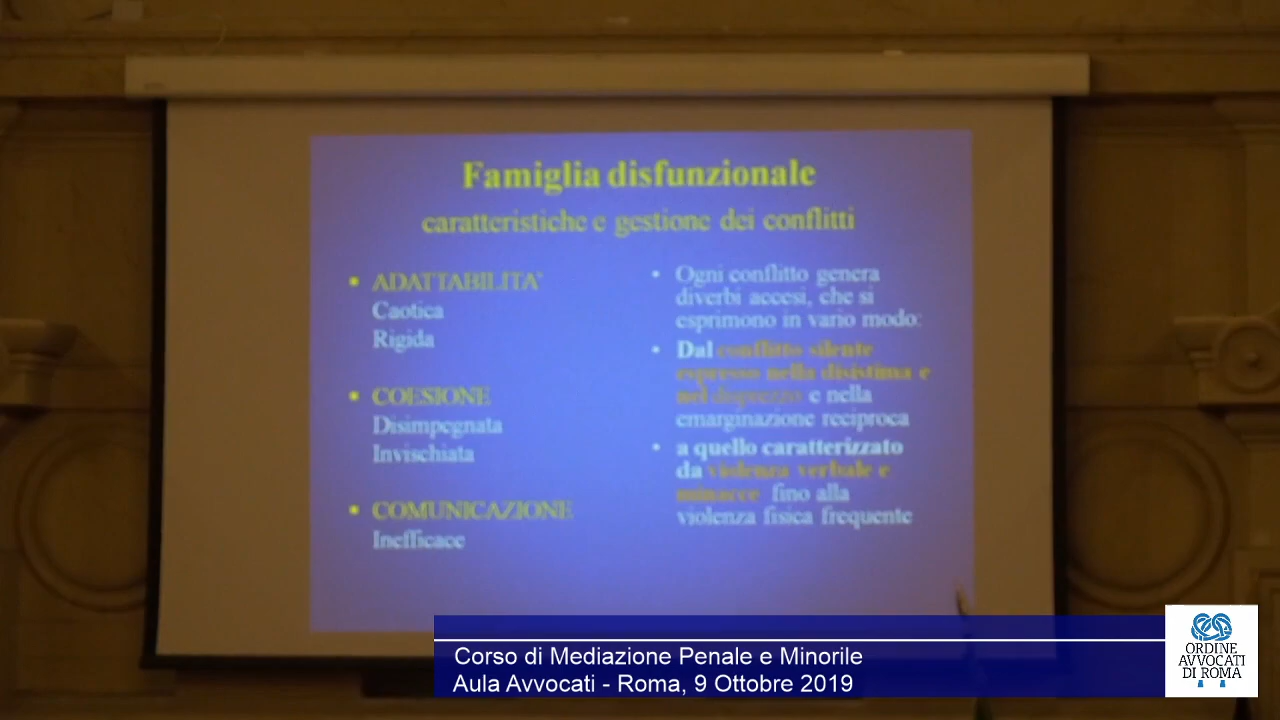 Famiglia disfunzionale
caratteristiche e gestione dei conflitti
ADATTABILITA'
Caotica
Rigida
COESIONE
Disimpegnata
Invischiata
COMUNICAZIONE
Inefficace
Ogni conflitto genera
diverbi accesi, che si
esprimono in vario modo:
Dal conflitto silente
espresso nella disistima e
nel disprezzo e nella
emarginazione reciproca
a quello caratterizzato
da violenza verbale e
minacce fino alla
violenza fisica frequente
Corso di Mediazione Penale e Minorile
Aula Avvocati - Roma, 9 Ottobre 2019
ORDINE
AVVOCATI
DI ROMA